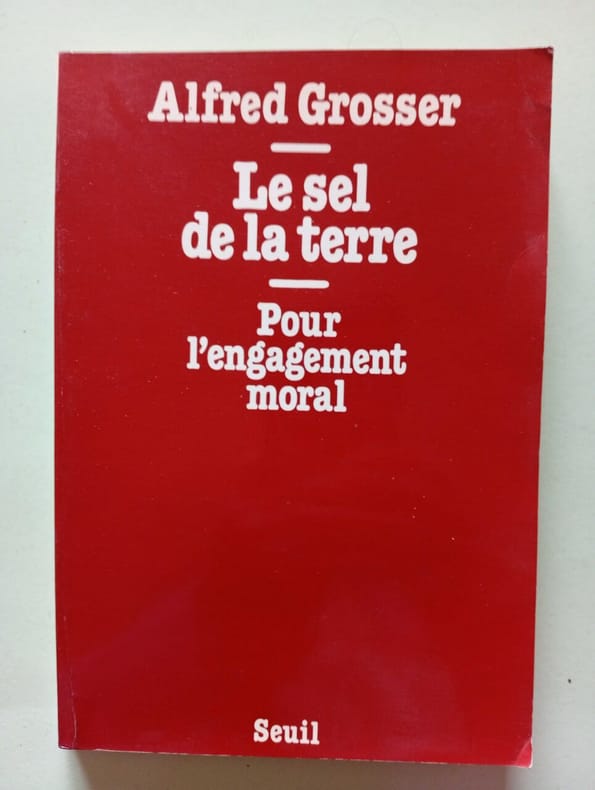 Alfred Grosser
Le sel
de la terre
Pour
l'engagement
moral
Seuil